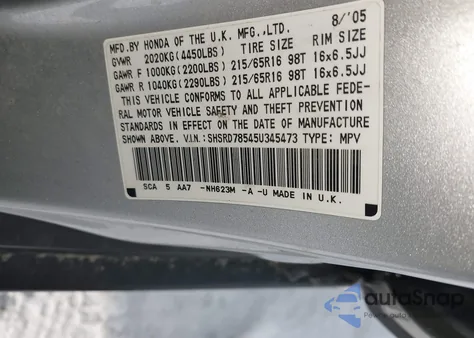 MFD.BY HONDA OF THE U.K. MFG.,LTD. 8/'05
GVWR 2020KG(4450LBS) TIRE SIZE RIM SIZE
GAWR F 1000KG(2200LBS) 215/65R16 98T 16x6.5JJ
GAWR R 1040KG(2290LBS) 215/65R16 98T 16x6.5JJ
THIS VEHICLE CONFORMS TO ALL APPLICABLE FEDE-
RAL MOTOR VEHICLE SAFETY AND THEFT PREVENTION
STANDARDS IN EFFECT ON THE DATE OF MANUFACTURE
SHOWN ABOVE. V.I.N:SHSRD78545U345473 TYPE: MPV
SCA 5 AA7 -NH623M -A -U MADE IN U.K.
autoSnap